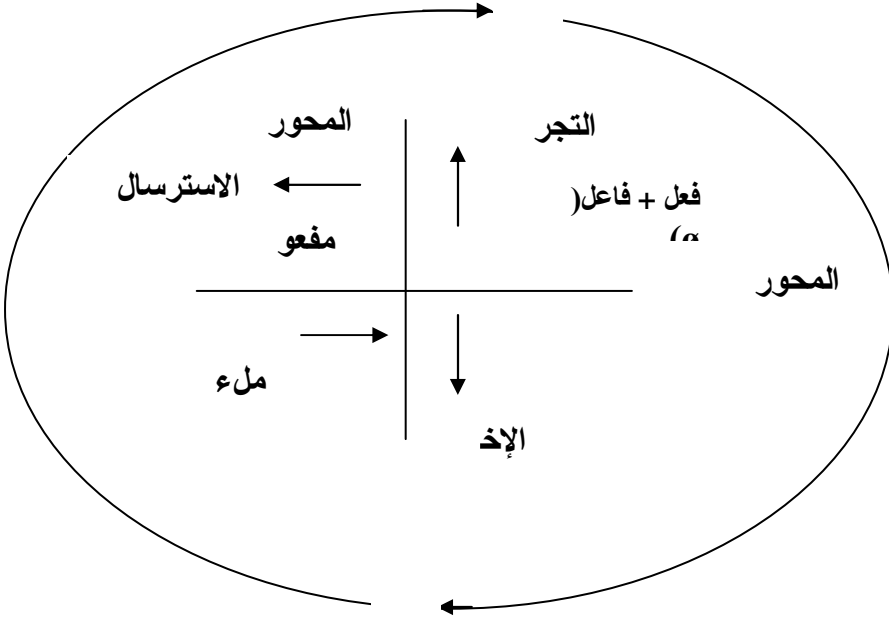 التجر
المحور
الاسترسال
فعل + فاعل(
مفعو
المحور
ملء
الإخ